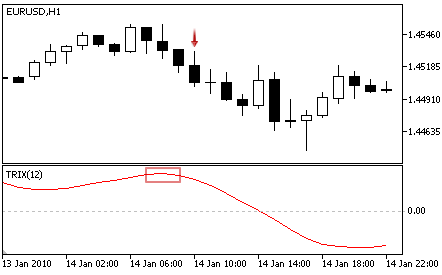 EURUSD,H1
1.45460
1.45185
1.44910
1.44635
TRIX(12)
0.00
13 Jan 2010
14 Jan 02:00
14 Jan 06:00
14 Jan 10:00
14 Jan 14:00
14 Jan 18:00
14 Jan 22:00